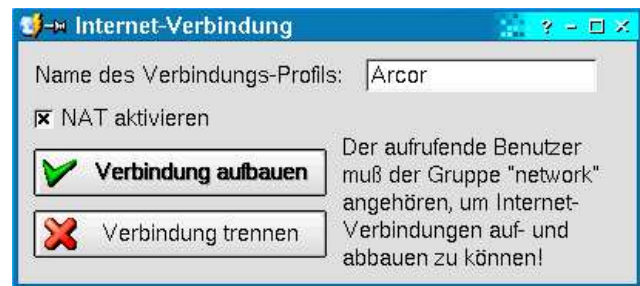 Internet-Verbindung
Name des Verbindungs-Profils: Arcor
NAT aktivieren
Verbindung aufbauen
Verbindung trennen
Der aufrufende Benutzer
muß der Gruppe "network"
angehören, um Internet-
Verbindungen auf- und
abbauen zu können!